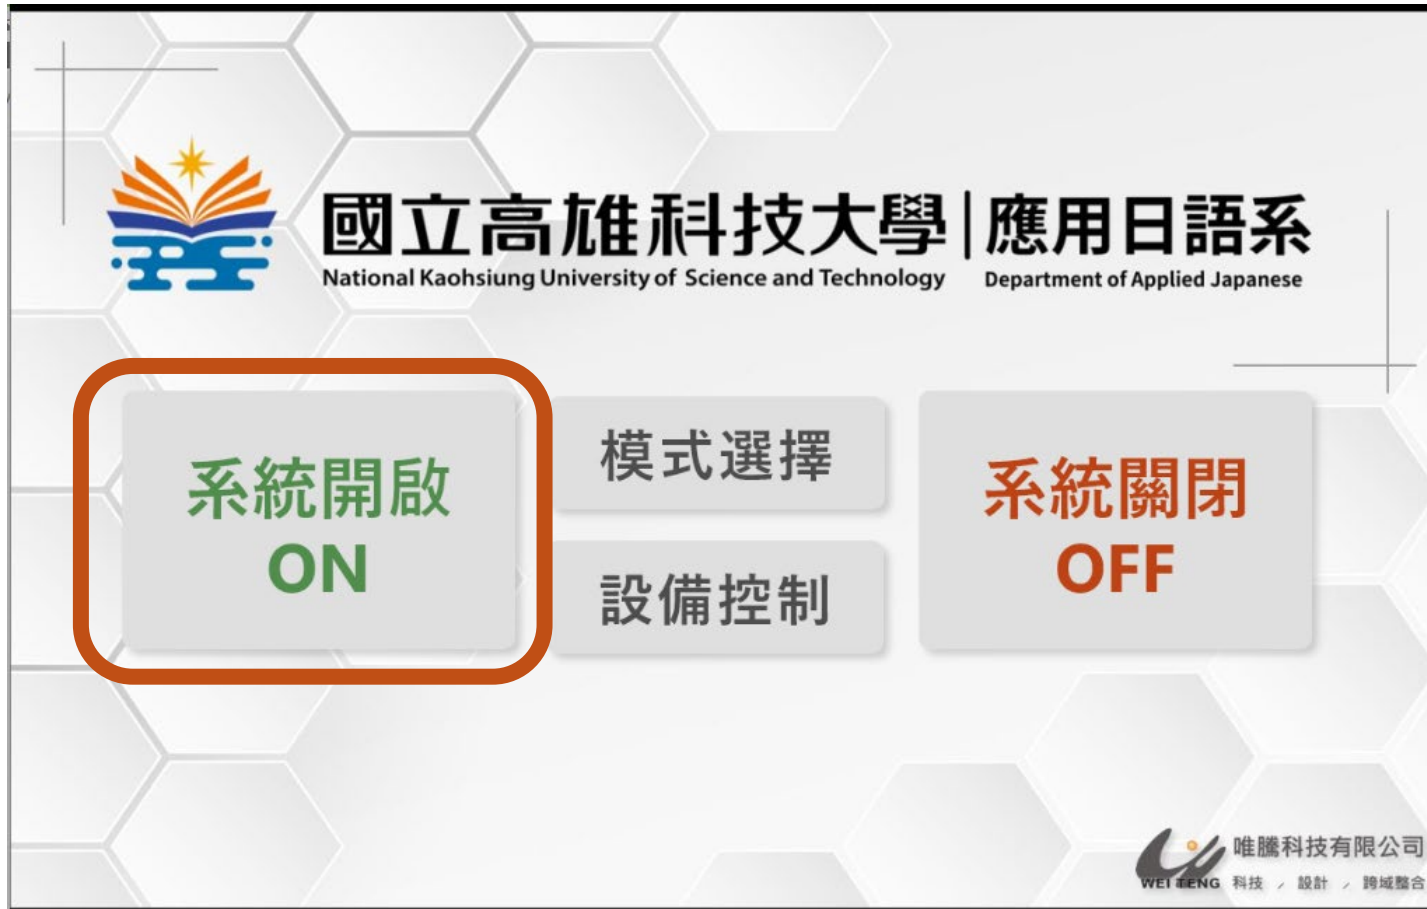 國立高雄科技大學|應用日語系
National Kaohsiung University of Science and Technology Department of Applied Japanese
系統開啟
ON
模式選擇
設備控制
系統關閉
OFF
唯騰科技有限公司
WEI TENG 科技 / 設計 / 跨域整合